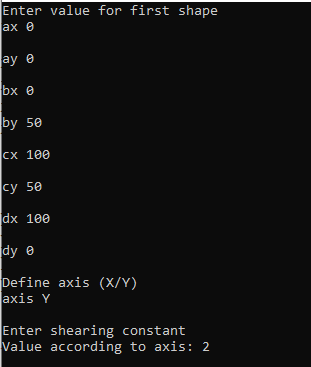 Enter value for first shape
ax 0
ay 0
bx 0
by 50
cx 100
cy 50
dx 100
dy 0
Define axis (X/Y)
axis Y
Enter shearing constant
Value according to axis: 2